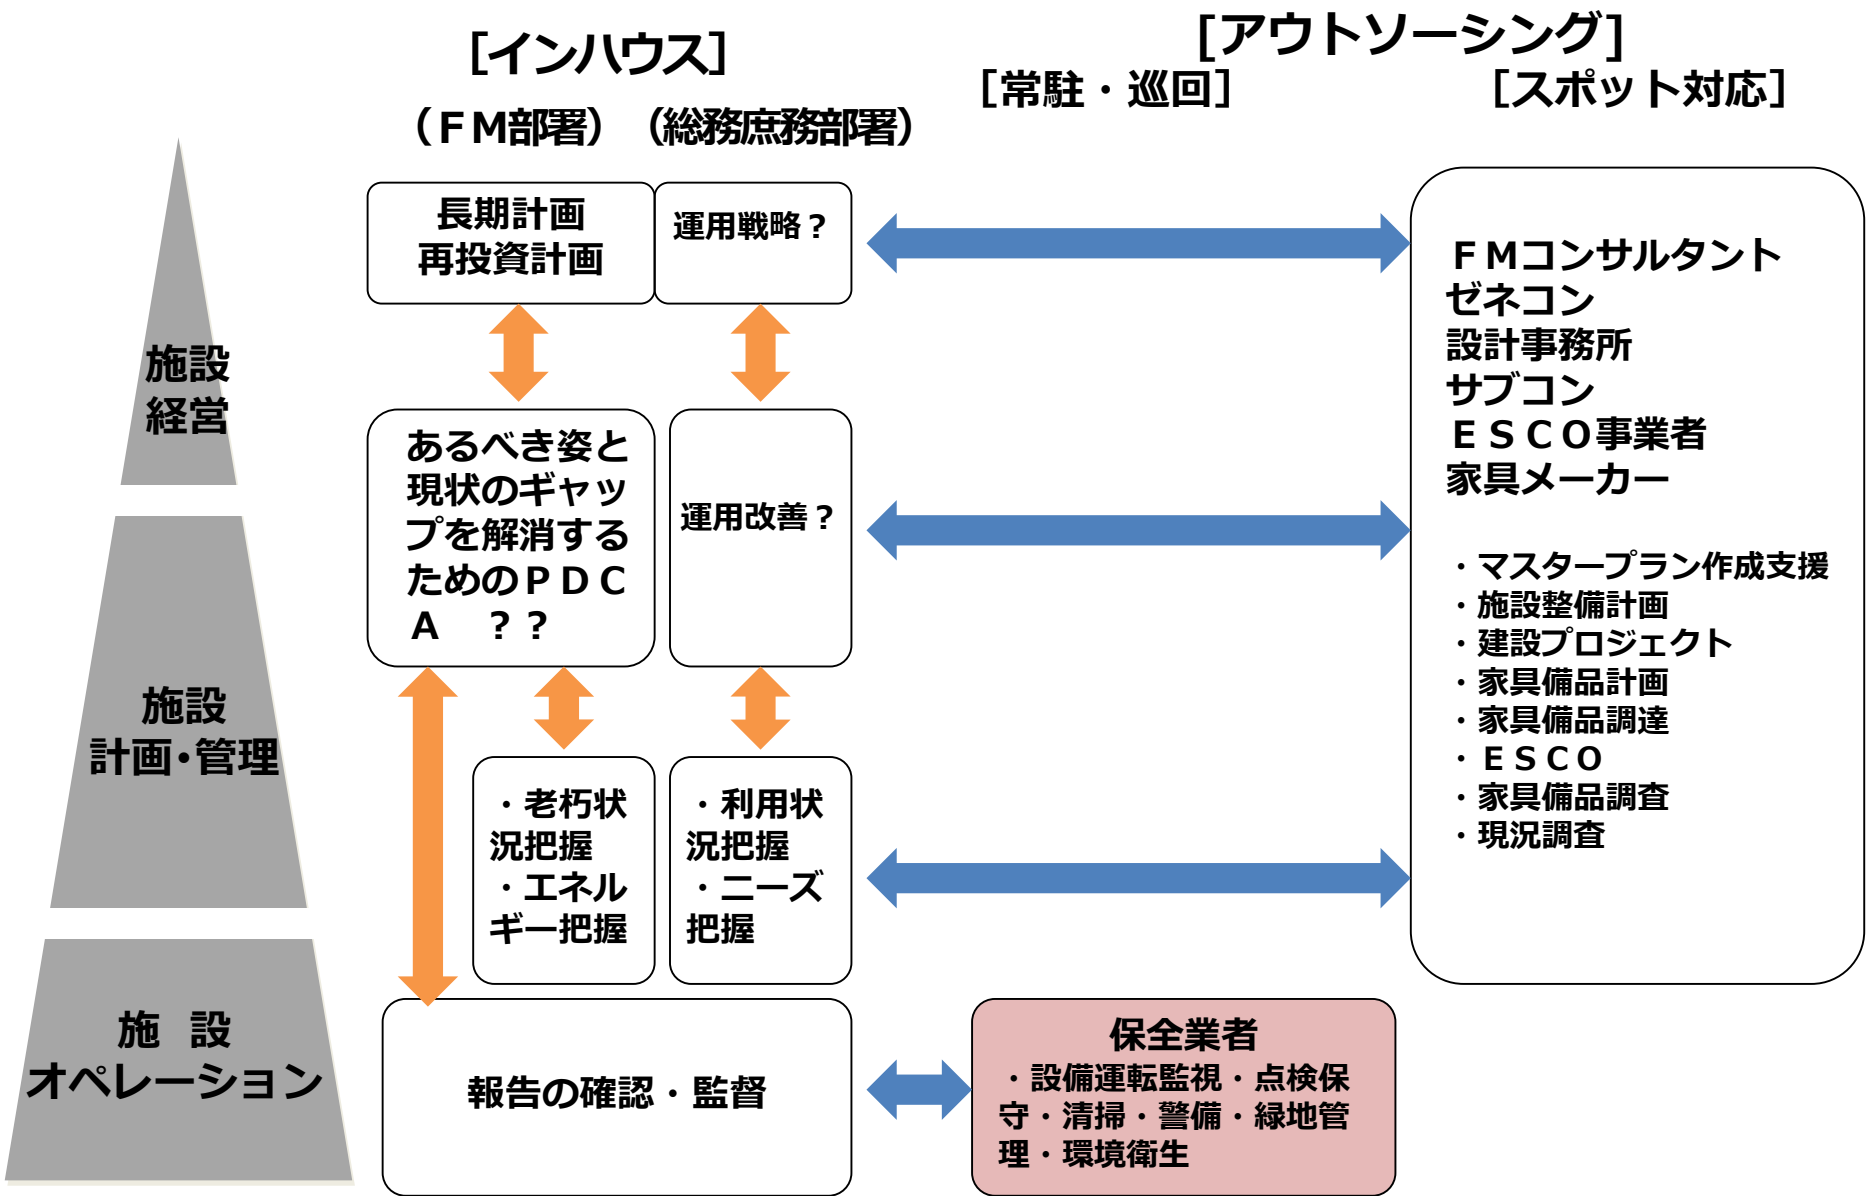 [インハウス]
[アウトソーシング]
[常駐・巡回]
[スポット対応]
（ＦＭ部署）
（総務庶務部署）
施設
経営
施設
計画・管理
施　設
オペレーション
長期計画
再投資計画
運用戦略？
あるべき姿と
現状のギャッ
プを解消する
ためのＰＤＣ
Ａ　？？
運用改善？
・老朽状
況把握
・エネル
ギー把握
・利用状
況把握
・ニーズ
把握
報告の確認・監督
保全業者
・設備運転監視・点検保
守・清掃・警備・緑地管
理・環境衛生
ＦＭコンサルタント
ゼネコン
設計事務所
サブコン
ＥＳＣＯ事業者
家具メーカー
・マスタープラン作成支援
・施設整備計画
・建設プロジェクト
・家具備品計画
・家具備品調達
・ＥＳＣＯ
・家具備品調査
・現況調査